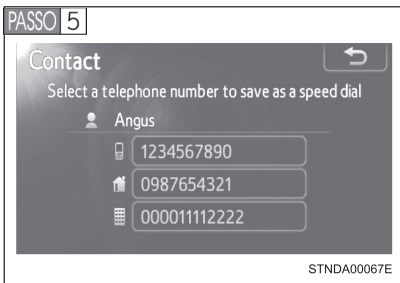 PASSO 5
Contact
Select a telephone number to save as a speed dial
Angus
1234567890
0987654321
000011112222
STNDA00067E